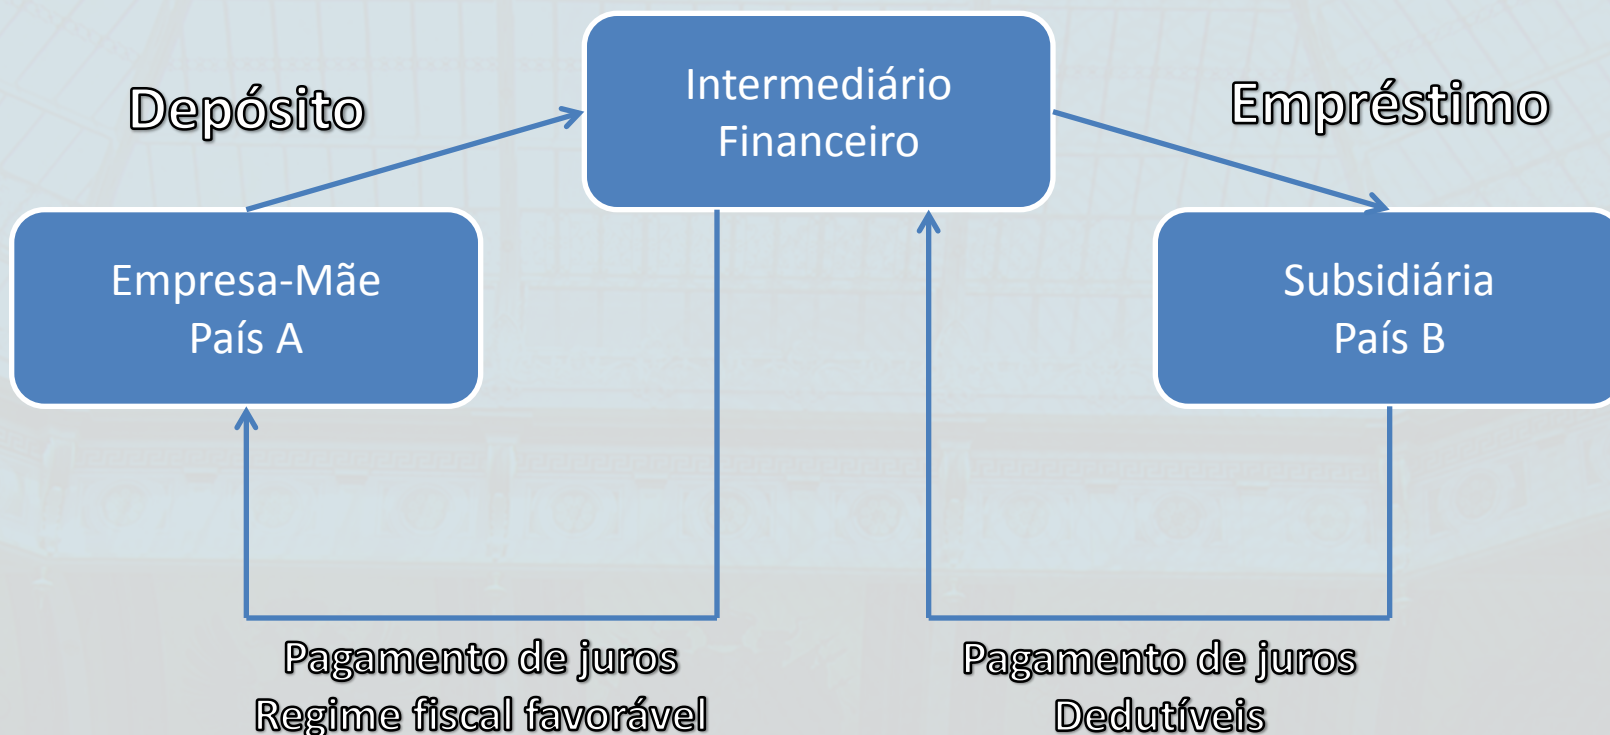 Intermediário
Financeiro
Depósito
Empréstimo
Empresa-Mãe
País A
Subsidiária
País B
Pagamento de juros
Regime fiscal favorável
Pagamento de juros
Dedutíveis